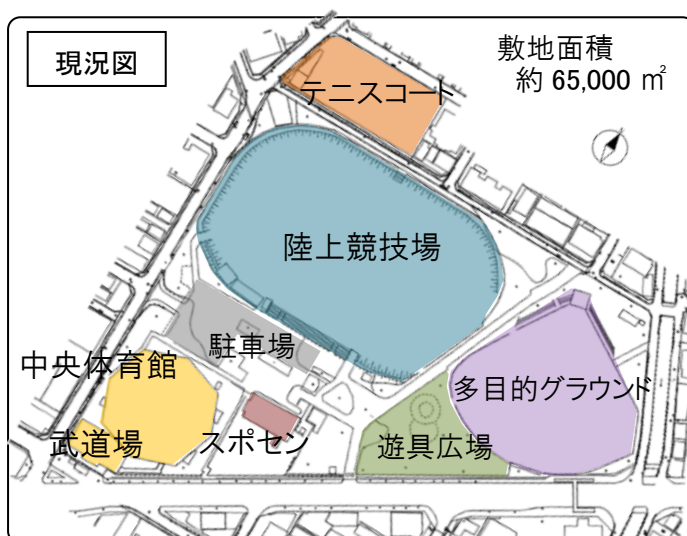 現況図
敷地面積
約 65,000 ㎡
テニスコート
陸上競技場
駐車場
中央体育館
多目的グラウンド
武道場
スポセン
遊具広場